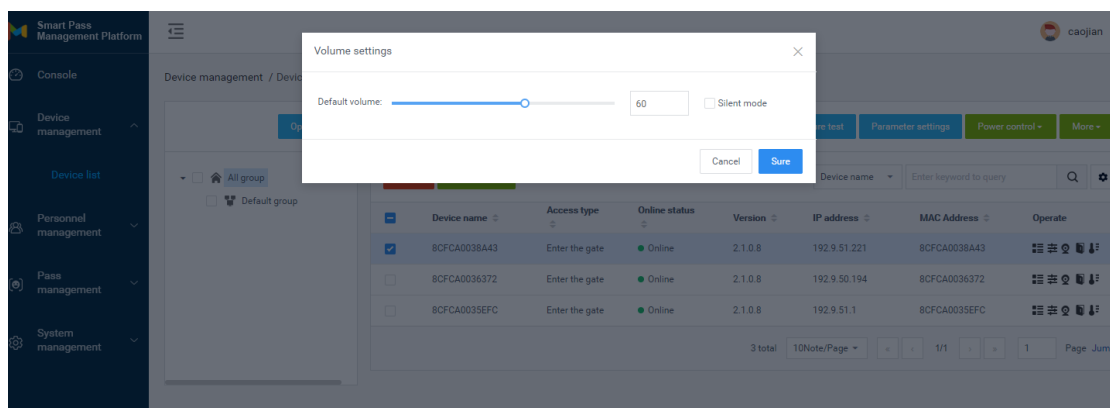 Smart Pass
Management Platform
caojian
Console
Device
management
Device list
Personnel
management
Pass
management
System
management
Device management / Devic
Volume settings
Default volume:
60
Silent mode
Cancel
Sure
Op
re test
Parameter settings
Power control
More
All group
Default group
Device name
Enter keyword to query
Device name
Access type
Online status
Version
IP address
MAC Address
Operate
8CFCA0038A43 Enter the gate Online 2.1.0.8 192.9.51.221 8CFCA0038A43
8CFCA0036372 Enter the gate Online 2.1.0.8 192.9.50.194 8CFCA0036372
8CFCA0035EFC Enter the gate Online 2.1.0.8 192.9.51.1 8CFCA0035EFC
3 total 10Note/Page « ‹ 1/1 › » 1 Page Jum